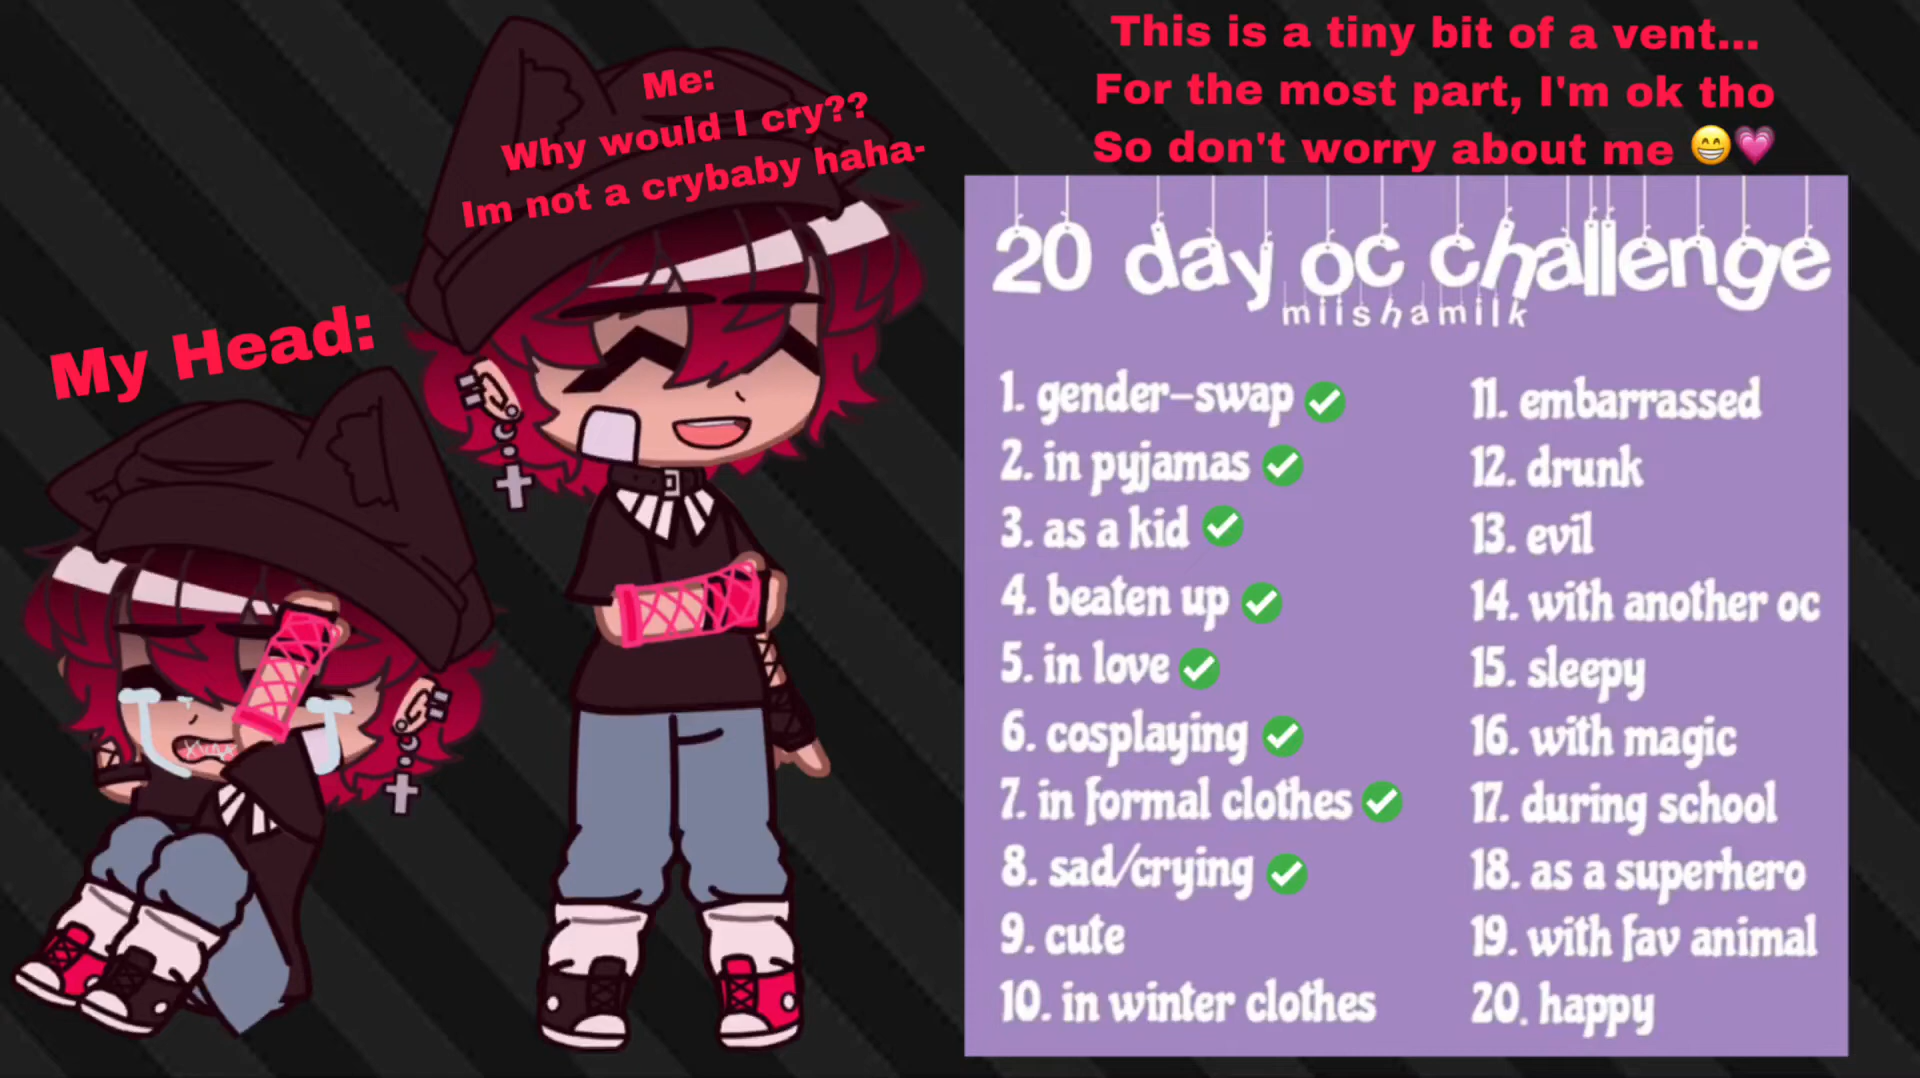 This is a tiny bit of a vent...
For the most part, I'm ok tho
So don't worry about me 😁💗
Me:
Why would I cry??
Im not a crybaby haha-
My Head:
20 day oc challenge
miishamilk
1. gender-swap ✅
2. in pyjamas ✅
3. as a kid ✅
4. beaten up ✅
5. in love ✅
6. cosplaying ✅
7. in formal clothes ✅
8. sad/crying ✅
9. cute
10. in winter clothes
11. embarrassed
12. drunk
13. evil
14. with another oc
15. sleepy
16. with magic
17. during school
18. as a superhero
19. with fav animal
20. happy